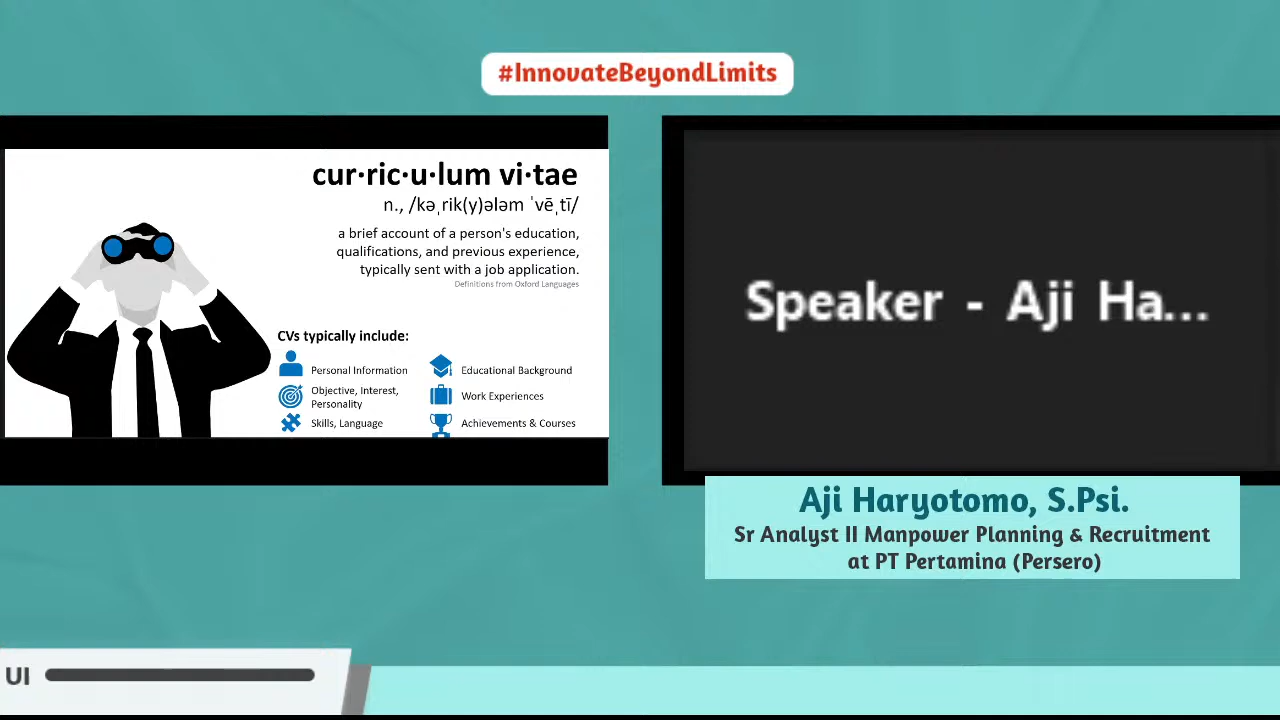 #InnovateBeyondLimits
cur·ric·u·lum vi·tae
n., /kəˌrik(y)ələm ˈvēˌtī/
a brief account of a person's education,
qualifications, and previous experience,
typically sent with a job application.
Definitions from Oxford Languages
CVs typically include:
Personal Information
Objective, Interest,
Personality
Skills, Language
Educational Background
Work Experiences
Achievements & Courses
Speaker - Aji Ha...
Aji Haryotomo, S.Psi.
Sr Analyst II Manpower Planning & Recruitment
at PT Pertamina (Persero)
UI